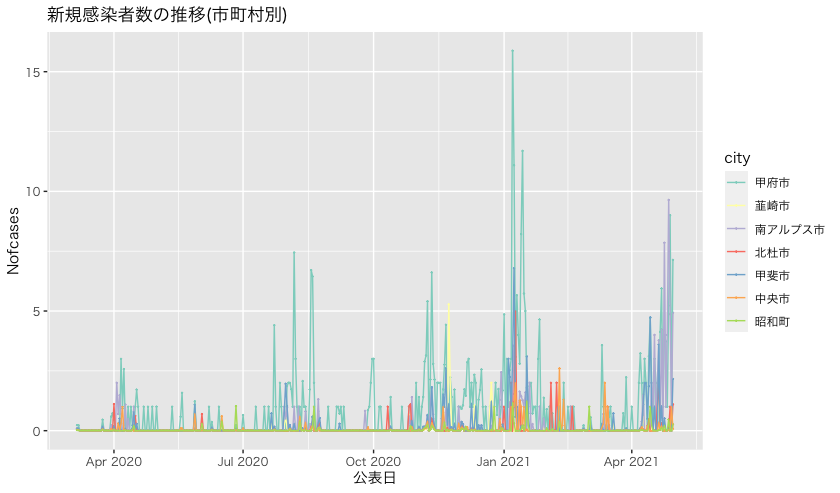 新規感染者数の推移(市町村別)
15
10
5
0
Nofcases
Apr 2020
Jul 2020
Oct 2020
Jan 2021
Apr 2021
公表日
city
甲府市
韮崎市
南アルプス市
北杜市
甲斐市
中央市
昭和町